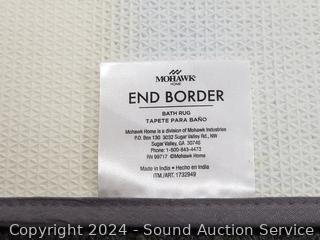 MOHAWK
HOME
END BORDER
BATH RUG
TAPETE PARA BAÑO
Mohawk Home is a division of Mohawk Industries
P.O. Box 130 3032 Sugar Valley Rd., NW
Sugar Valley, GA 30746
Phone: 1-800-843-4473
RN 99717 ©Mohawk Home
Made in India • Hecho en India
ITM./ART. 1732949
Copyright 2024 - Sound Auction Service